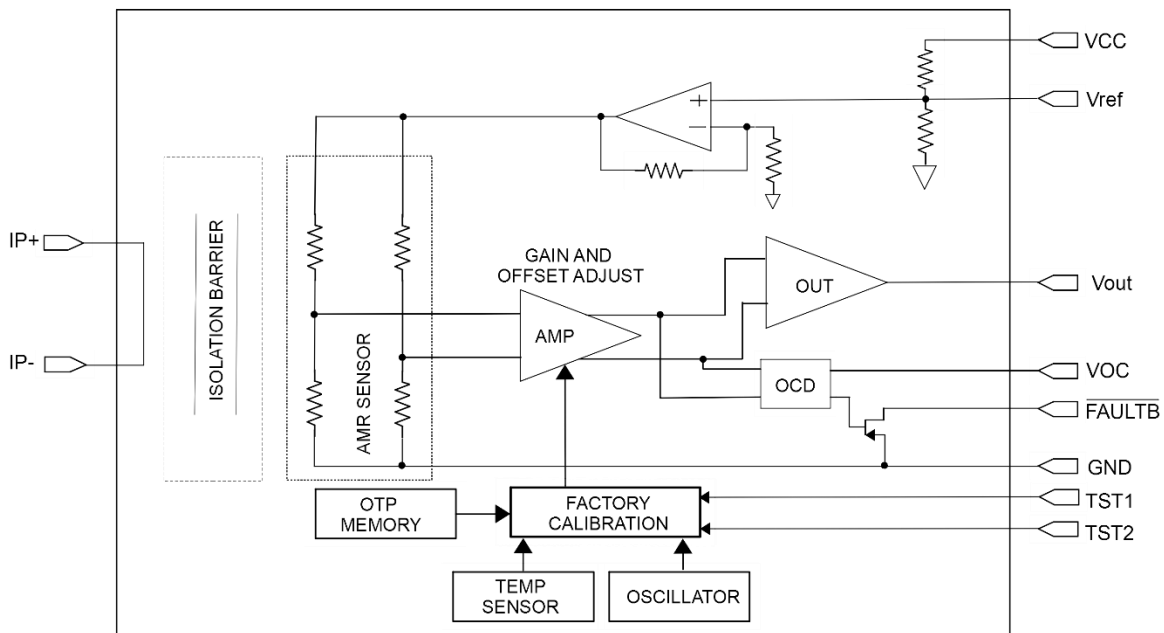 VCC
Vref
+
−
IP+
IP-
ISOLATION BARRIER
AMR SENSOR
GAIN AND
OFFSET ADJUST
AMP
OUT
Vout
OCD
VOC
FAULTB
GND
OTP
MEMORY
FACTORY
CALIBRATION
TST1
TST2
TEMP
SENSOR
OSCILLATOR